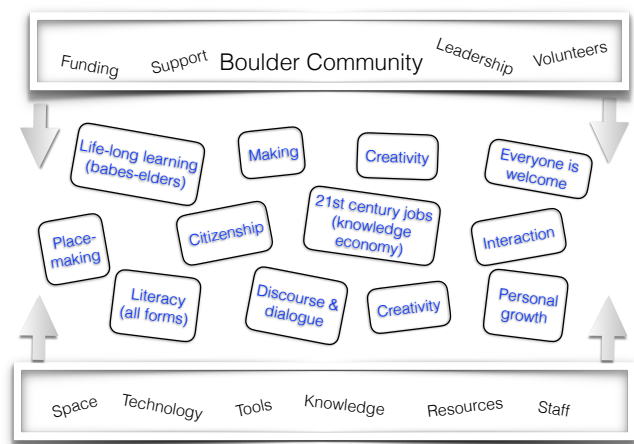 Funding Support Boulder Community Leadership Volunteers
Life-long learning
(babes-elders)
Making
Creativity
Everyone is
welcome
Place-
making
Citizenship
21st century jobs
(knowledge
economy)
Interaction
Literacy
(all forms)
Discourse &
dialogue
Creativity
Personal
growth
Space Technology Tools Knowledge Resources Staff